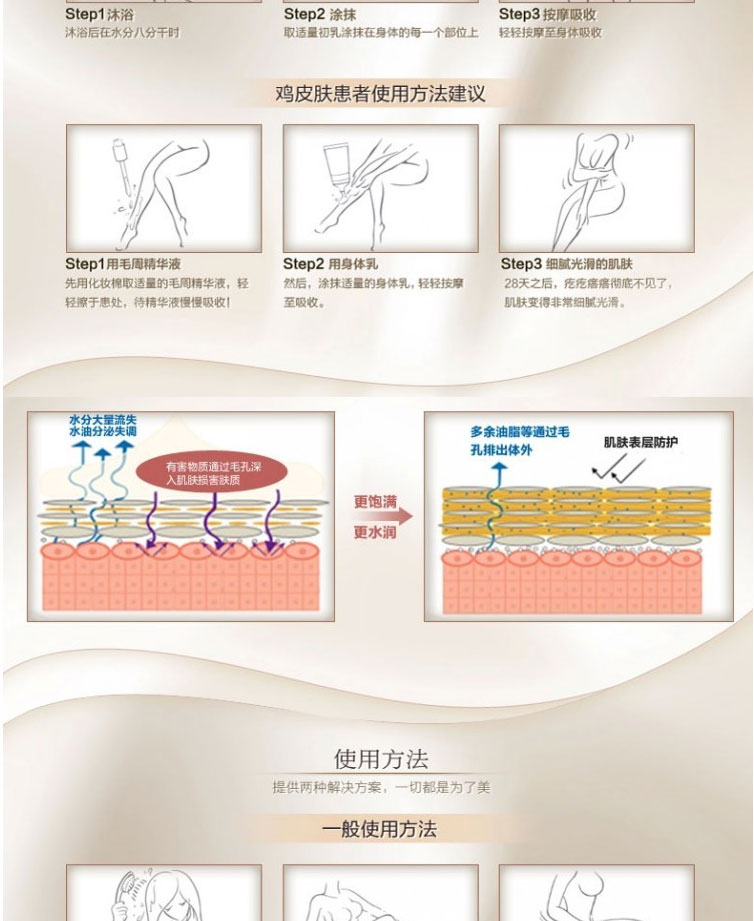 Step1 沐浴
沐浴后在水分八分干时
Step2 涂抹
取适量初乳涂抹在身体的每一个部位上
Step3 按摩吸收
轻轻按摩至身体吸收
鸡皮肤患者使用方法建议
Step1 用毛周精华液
先用化妆棉取适量的毛周精华液，轻
轻擦于患处，待精华液慢慢吸收！
Step2 用身体乳
然后，涂抹适量的身体乳，轻轻按摩
至吸收。
Step3 细腻光滑的肌肤
28天之后，疙疙瘩瘩彻底不见了，
肌肤变得非常细腻光滑。
水分大量流失
水油分泌失调
有害物质通过毛孔深
入肌肤损害肤质
更饱满
更水润
多余油脂等通过毛
孔排出体外
肌肤表层防护
使用方法
提供两种解决方案，一切都是为了美
一般使用方法